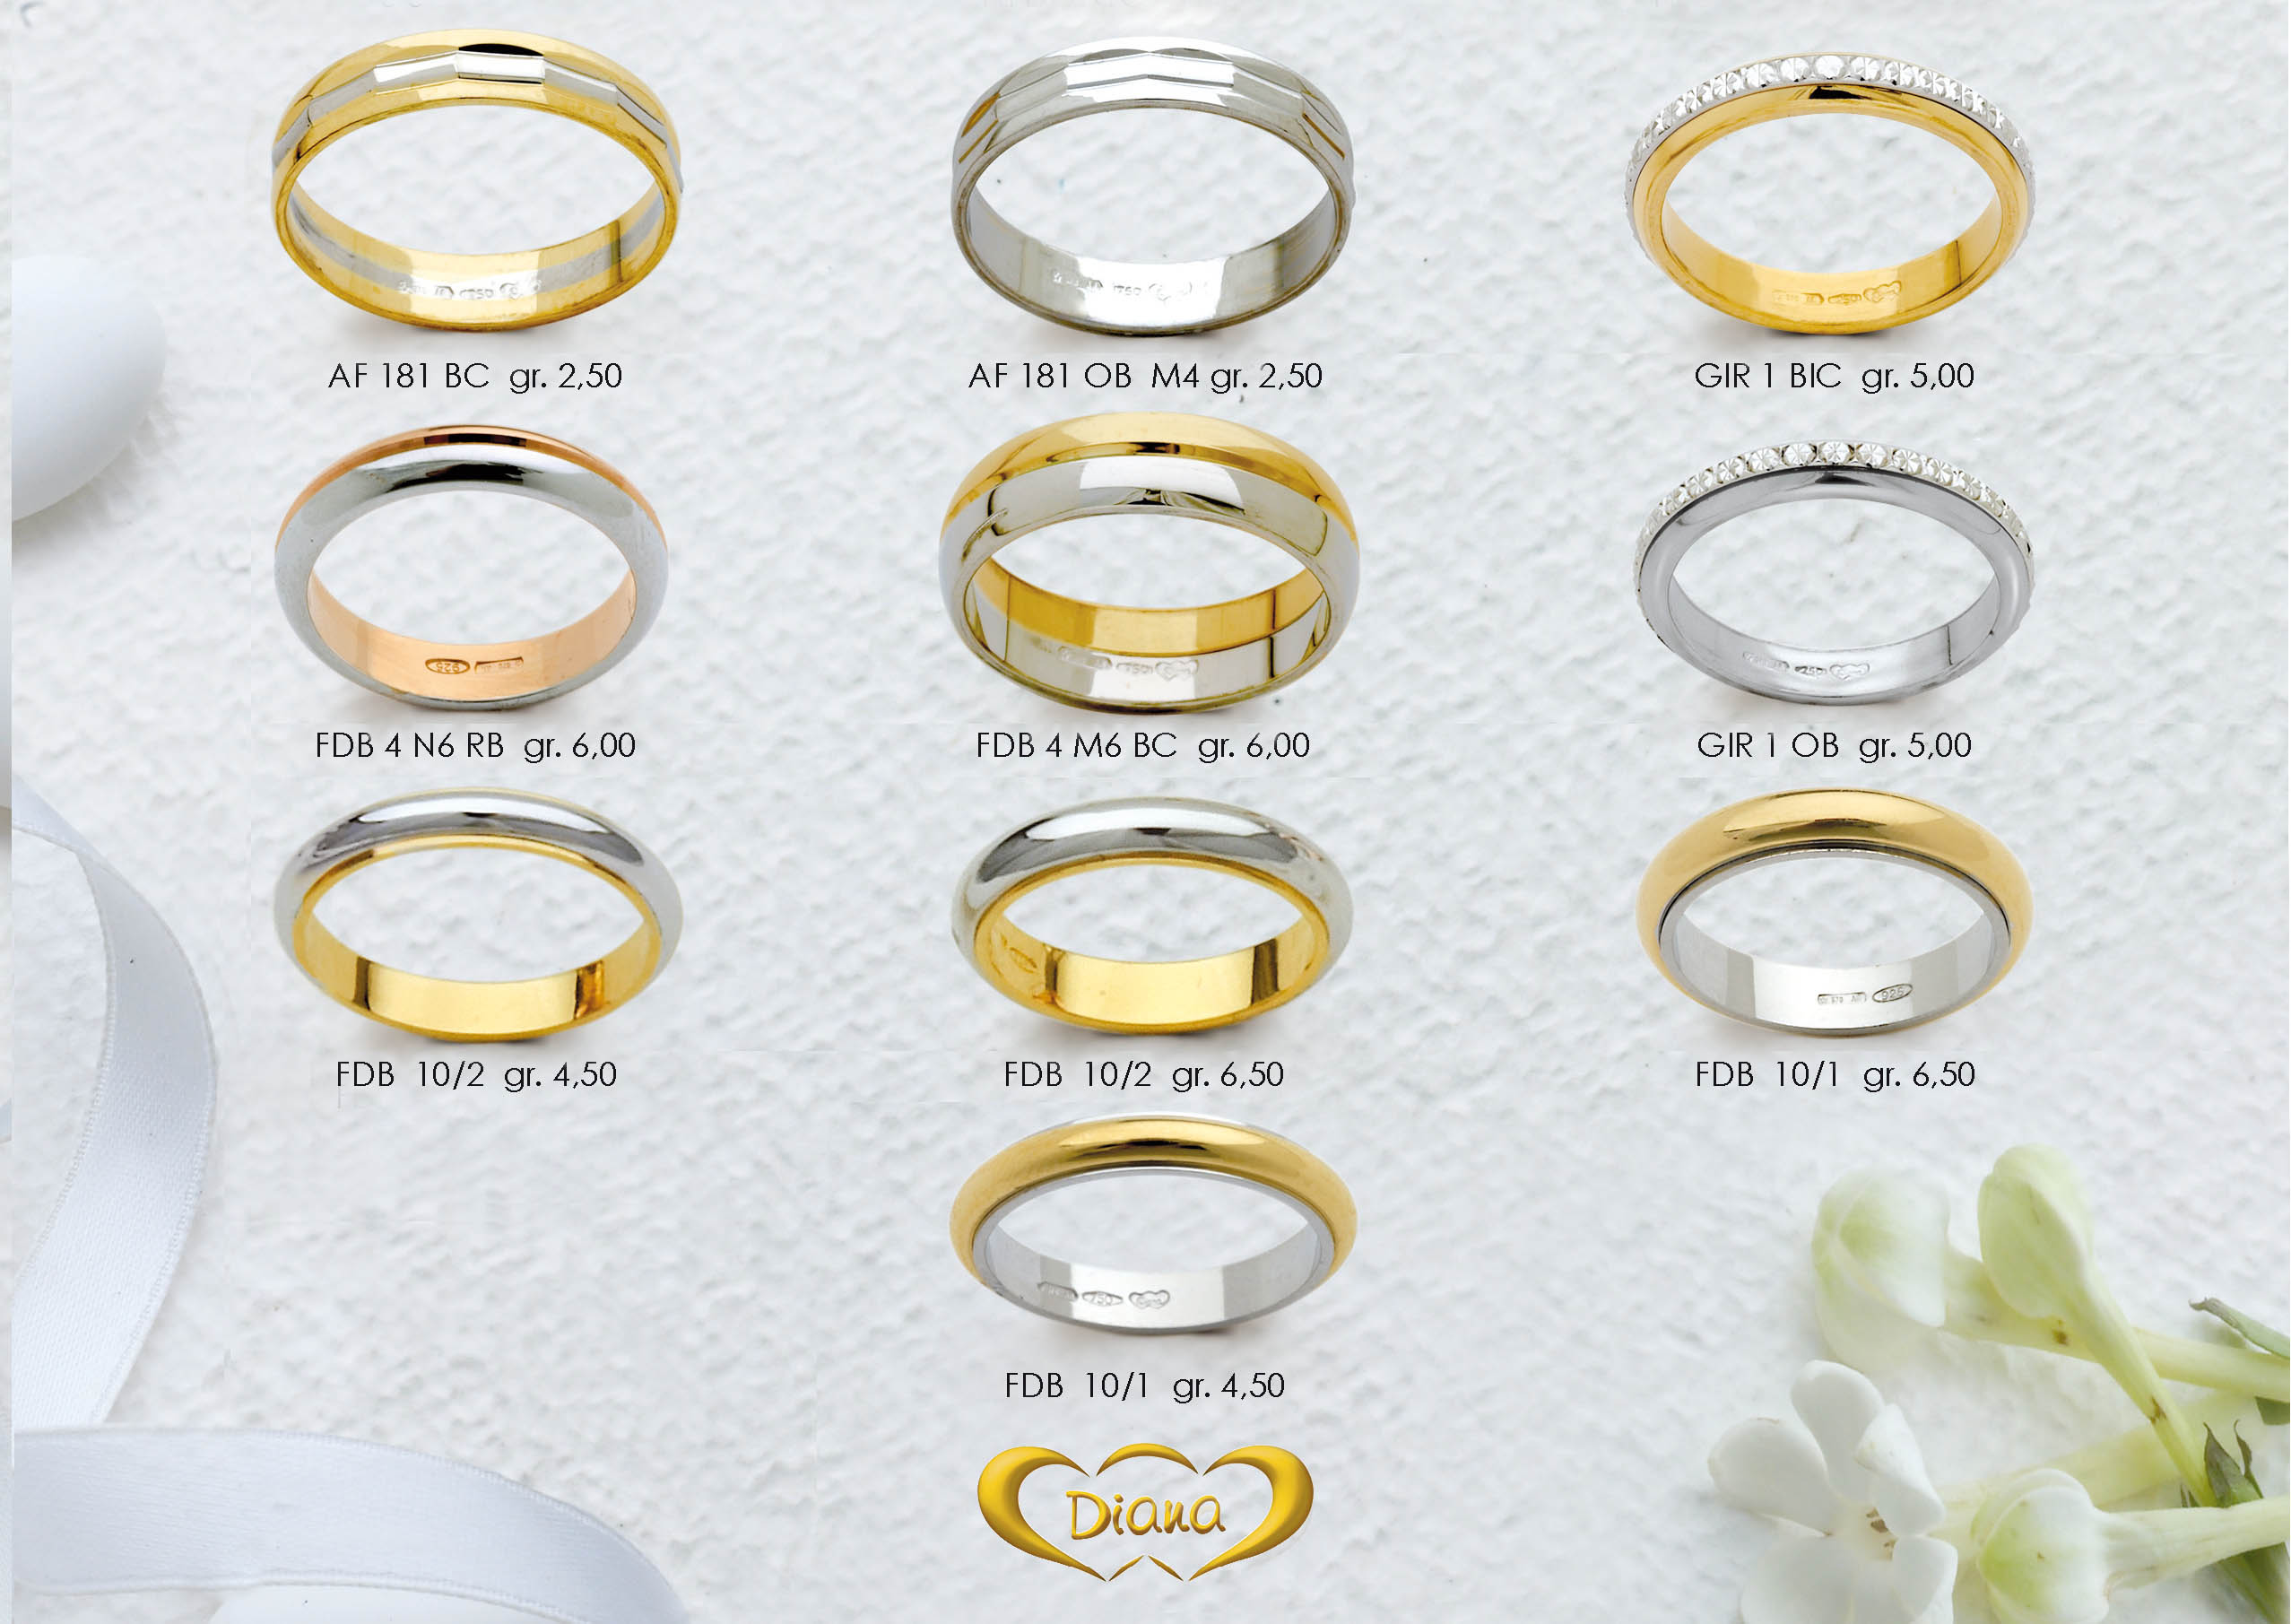 AF 181 BC gr. 2,50
AF 181 OB M4 gr. 2,50
GIR 1 BIC gr. 5,00
FDB 4 N6 RB gr. 6,00
FDB 4 M6 BC gr. 6,00
GIR 1 OB gr. 5,00
FDB 10/2 gr. 4,50
FDB 10/2 gr. 6,50
FDB 10/1 gr. 6,50
925
750
FDB 10/1 gr. 4,50
Diana